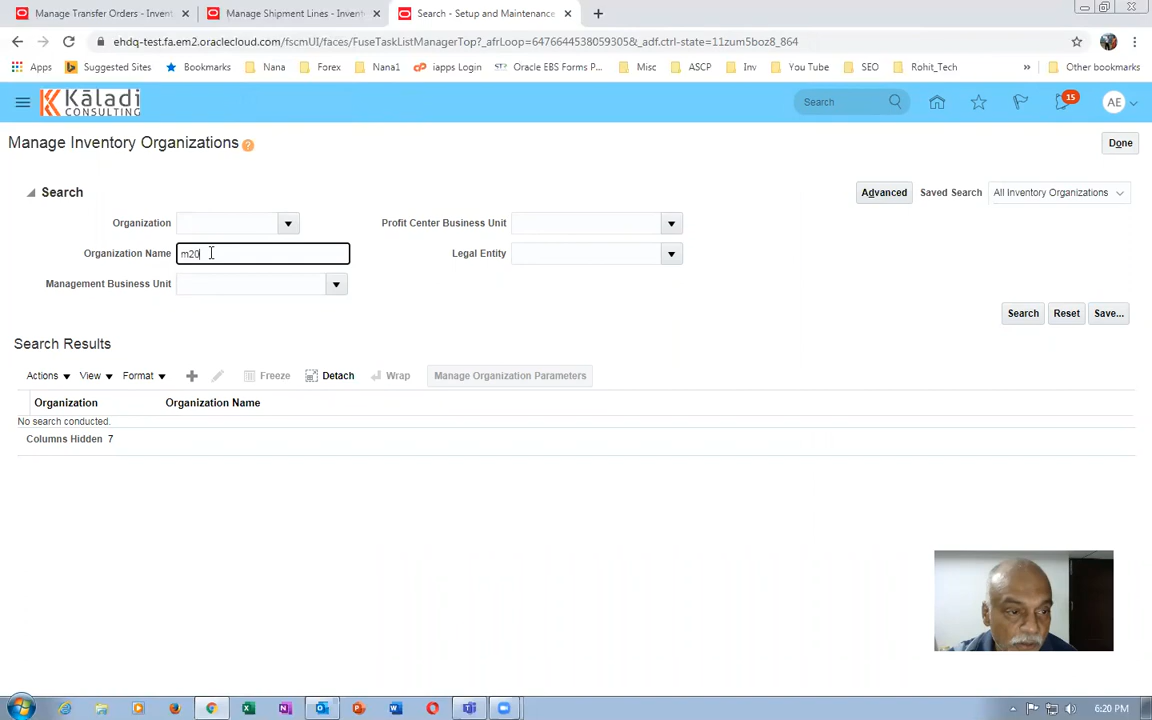 Manage Transfer Orders - Invent
Manage Shipment Lines - Invento
Search - Setup and Maintenance
ehdq-test.fa.em2.oraclecloud.com/fscmUI/faces/FuseTaskListManagerTop?_afrLoop=6476644538059305&_adf.ctrl-state=11zum5boz8_864
Apps Suggested Sites Bookmarks Nana Forex Nana1 iapps Login Oracle EBS Forms P... Misc ASCP Inv You Tube SEO Rohit_Tech » Other bookmarks
Kāladi
CONSULTING
Search
15
AE
Manage Inventory Organizations
Done
Search
Advanced Saved Search All Inventory Organizations
Organization
Profit Center Business Unit
Organization Name m20
Legal Entity
Management Business Unit
Search Reset Save...
Search Results
Actions View Format Freeze Detach Wrap Manage Organization Parameters
Organization Organization Name
No search conducted.
Columns Hidden 7
6:20 PM